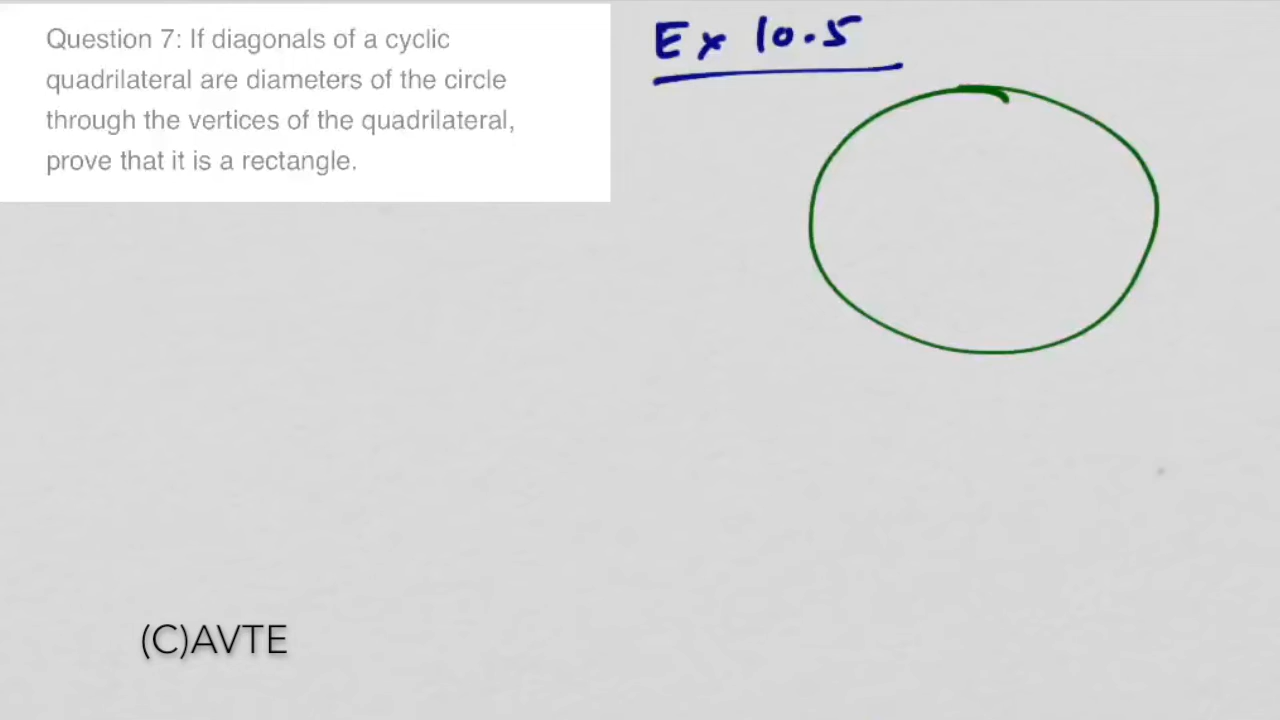 Question 7: If diagonals of a cyclic
quadrilateral are diameters of the circle
through the vertices of the quadrilateral,
prove that it is a rectangle.
Ex 10.5
(C)AVTE